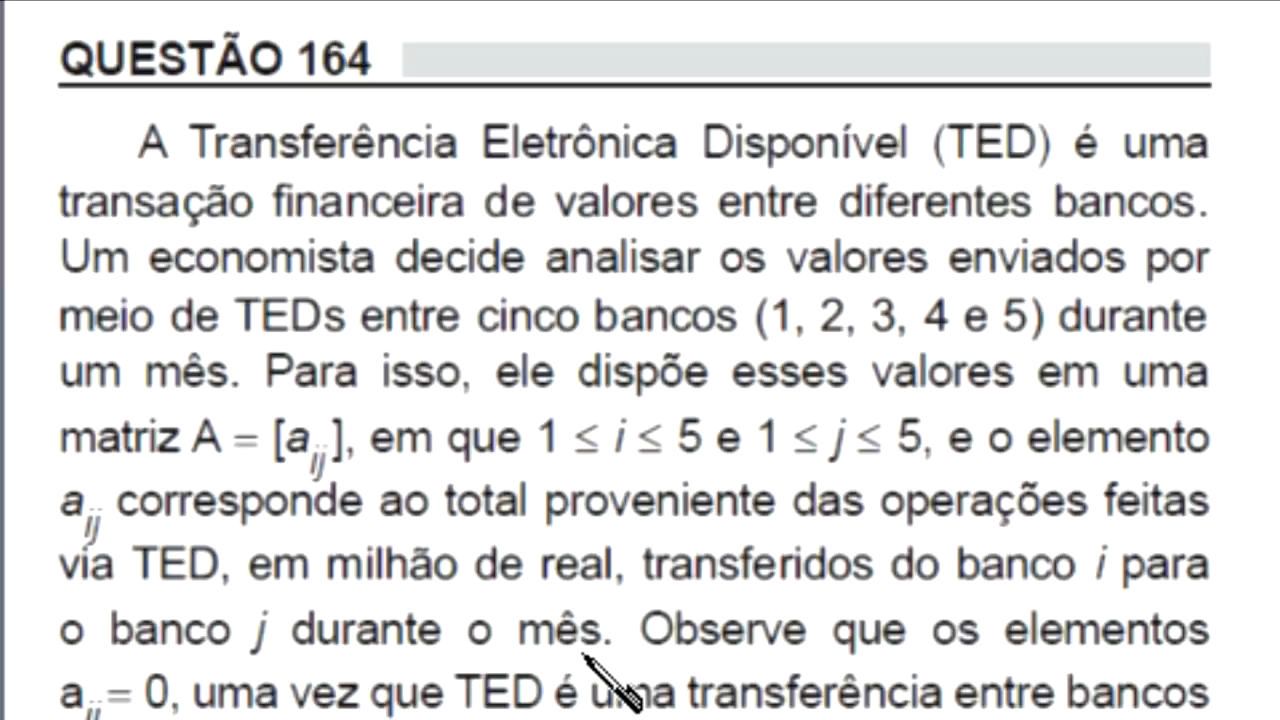 QUESTÃO 164
A Transferência Eletrônica Disponível (TED) é uma
transação financeira de valores entre diferentes bancos.
Um economista decide analisar os valores enviados por
meio de TEDs entre cinco bancos (1, 2, 3, 4 e 5) durante
um mês. Para isso, ele dispõe esses valores em uma
matriz A = [a_ij], em que 1 ≤ i ≤ 5 e 1 ≤ j ≤ 5, e o elemento
a_ij corresponde ao total proveniente das operações feitas
via TED, em milhão de real, transferidos do banco i para
o banco j durante o mês. Observe que os elementos
a_ii = 0, uma vez que TED é uma transferência entre bancos